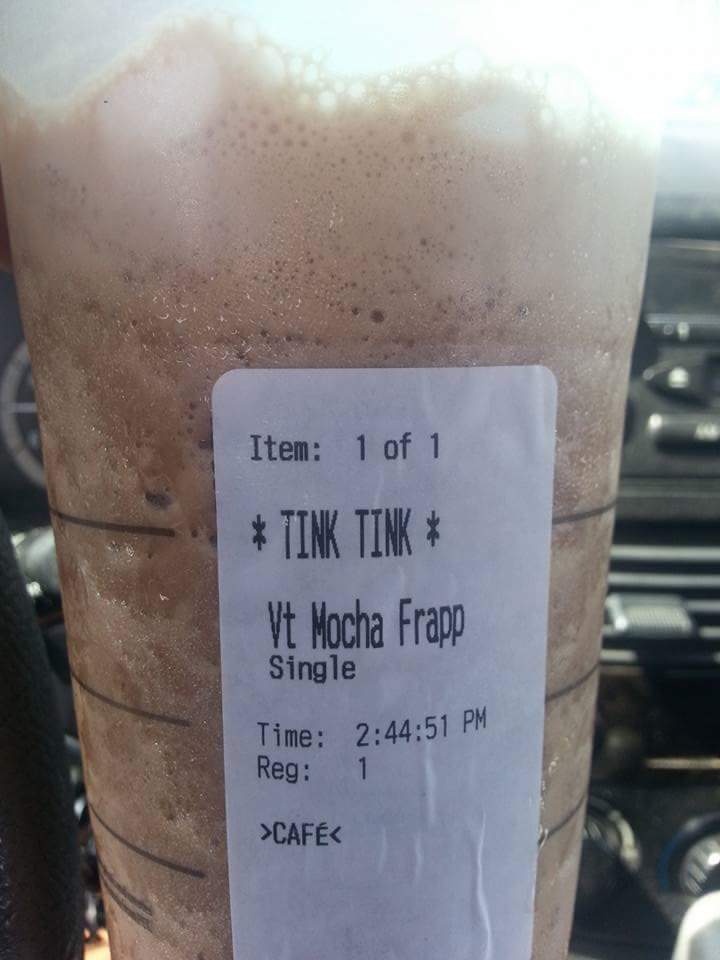 Item: 1 of 1
* TINK TINK *
Vt Mocha Frapp
Single
Time: 2:44:51 PM
Reg: 1
>CAFÉ<